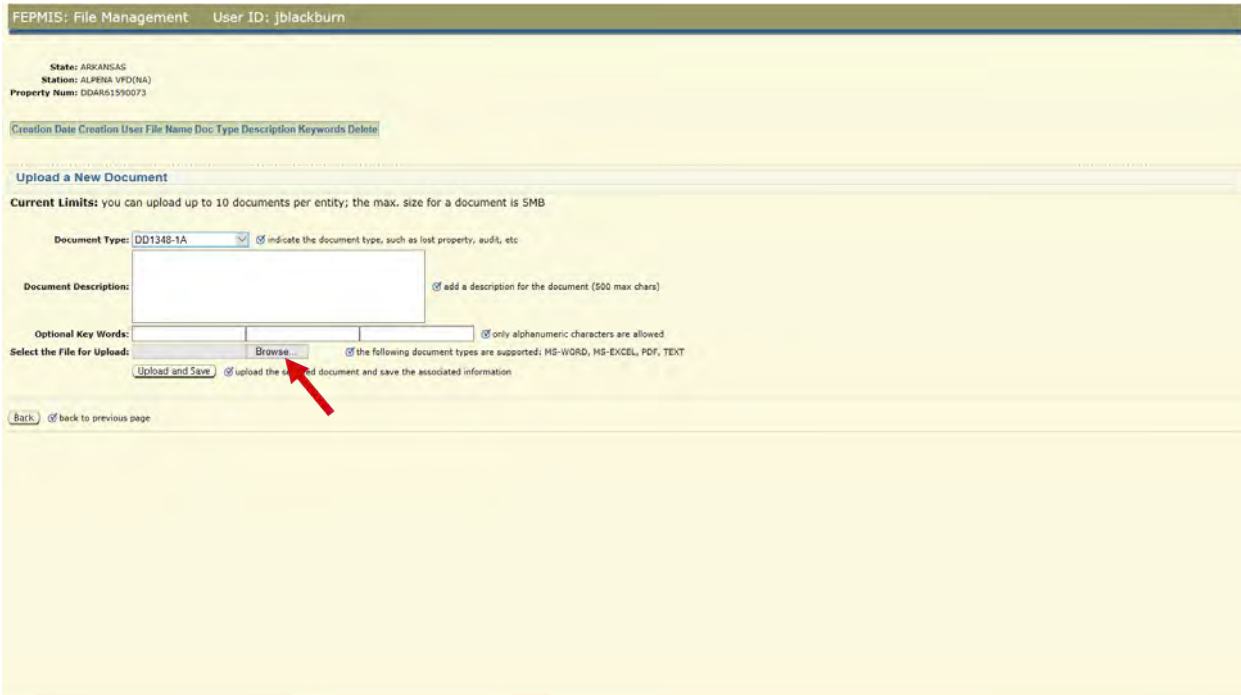 FEPMIS: File Management User ID: jblackburn
State: ARKANSAS
Station: ALPENA VFD(NA)
Property Num: DDAR61590073
Creation Date Creation User File Name Doc Type Description Keywords Delete
Upload a New Document
Current Limits: you can upload up to 10 documents per entity; the max. size for a document is 5MB
Document Type: DD1348-1A indicate the document type, such as lost property, audit, etc
Document Description: add a description for the document (500 max chars)
Optional Key Words: only alphanumeric characters are allowed
Select the File for Upload: Browse... the following document types are supported: MS-WORD, MS-EXCEL, PDF, TEXT
Upload and Save upload the document and save the associated information
Back back to previous page